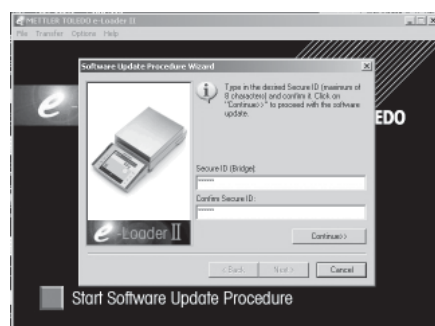 METTLER TOLEDO e-Loader II
File Transfer Options Help
Software Update Procedure Wizard
Type in the desired Secure ID (maximum of
8 characters) and confirm it. Click on
"Continue>>" to proceed with the software
update.
e
EDO
Secure ID (Bridge):
******
Confirm Secure ID:
******
e-Loader II
Continue>>
< Back
Next >
Cancel
Start Software Update Procedure